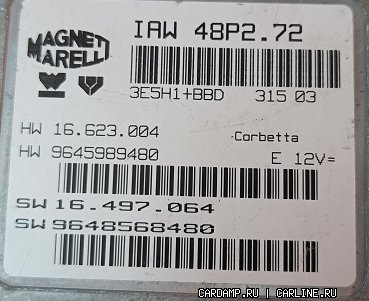 IAW 48P2.72
MAGNETI
MARELLI
3E5H1+BBD 315 03
HW 16.623.004 Corbetta
HW 9645989480 E 12V=
SW 16.497.064
SW 9648568480
CARDAMP.RU | CARLINE.RU